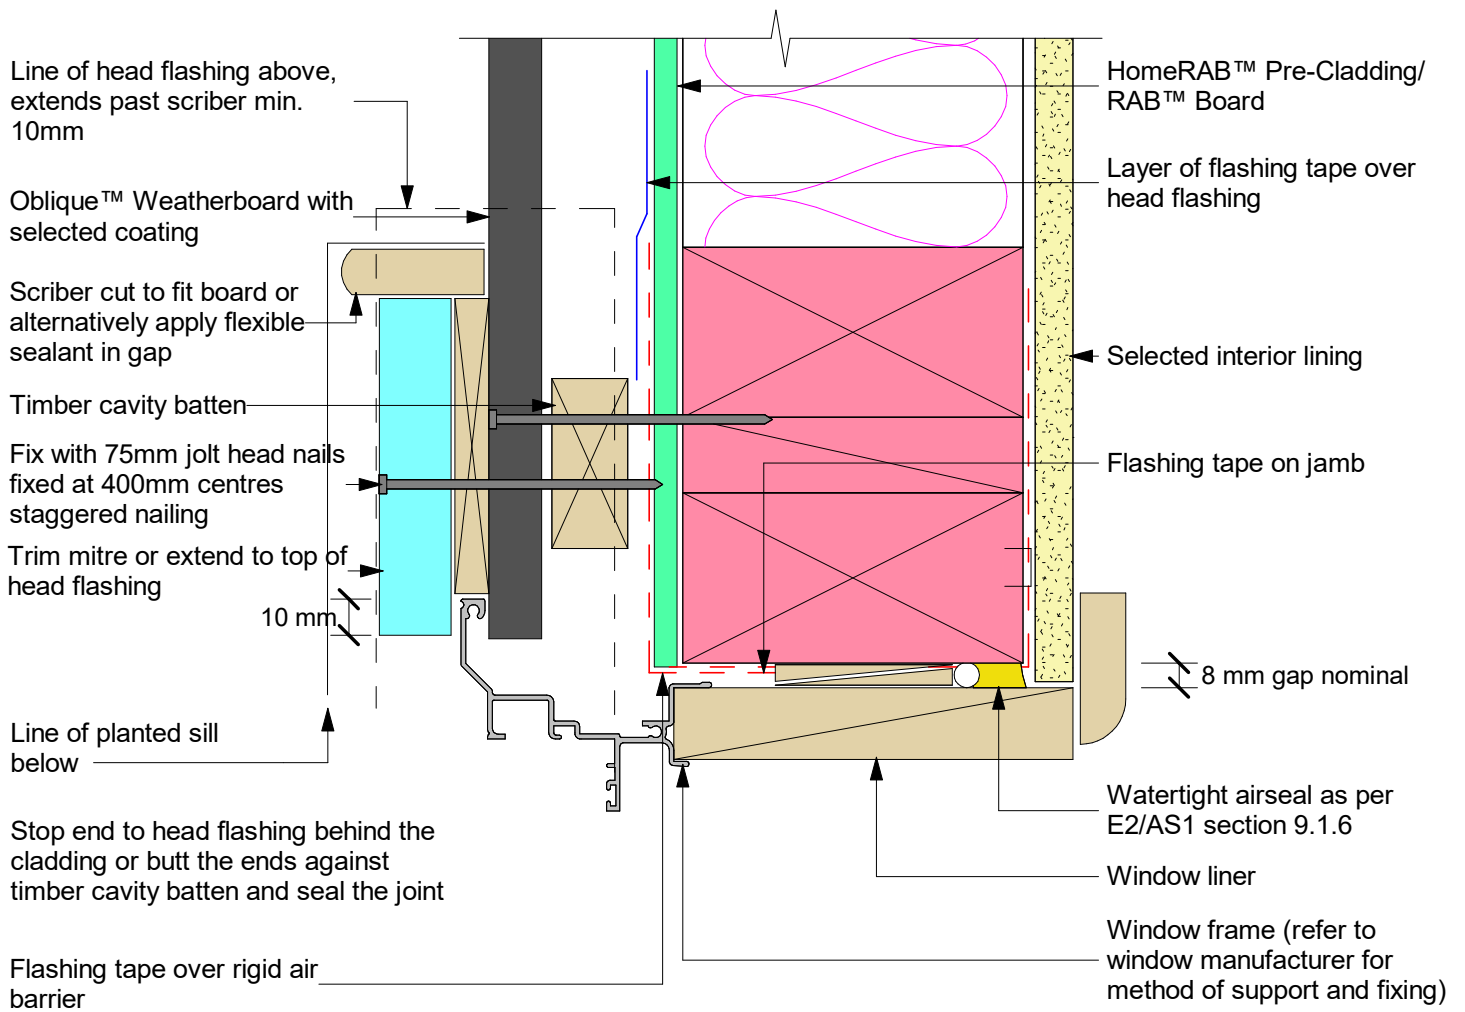 Line of head flashing above,
extends past scriber min.
10mm
Oblique™ Weatherboard with
selected coating
Scriber cut to fit board or
alternatively apply flexible
sealant in gap
Timber cavity batten
Fix with 75mm jolt head nails
fixed at 400mm centres
staggered nailing
Trim mitre or extend to top of
head flashing
10 mm
Line of planted sill
below
Stop end to head flashing behind the
cladding or butt the ends against
timber cavity batten and seal the joint
Flashing tape over rigid air
barrier
HomeRAB™ Pre-Cladding/
RAB™ Board
Layer of flashing tape over
head flashing
Selected interior lining
Flashing tape on jamb
8 mm gap nominal
Watertight airseal as per
E2/AS1 section 9.1.6
Window liner
Window frame (refer to
window manufacturer for
method of support and fixing)